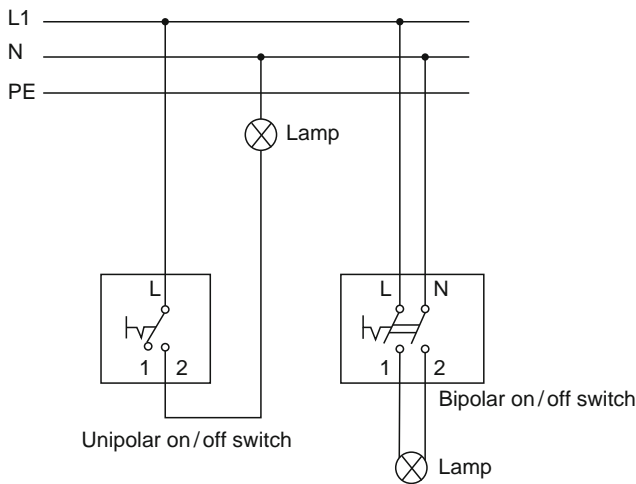 L1
N
PE
Lamp
L
L N
1 2
1 2
Bipolar on/off switch
Unipolar on/off switch
Lamp